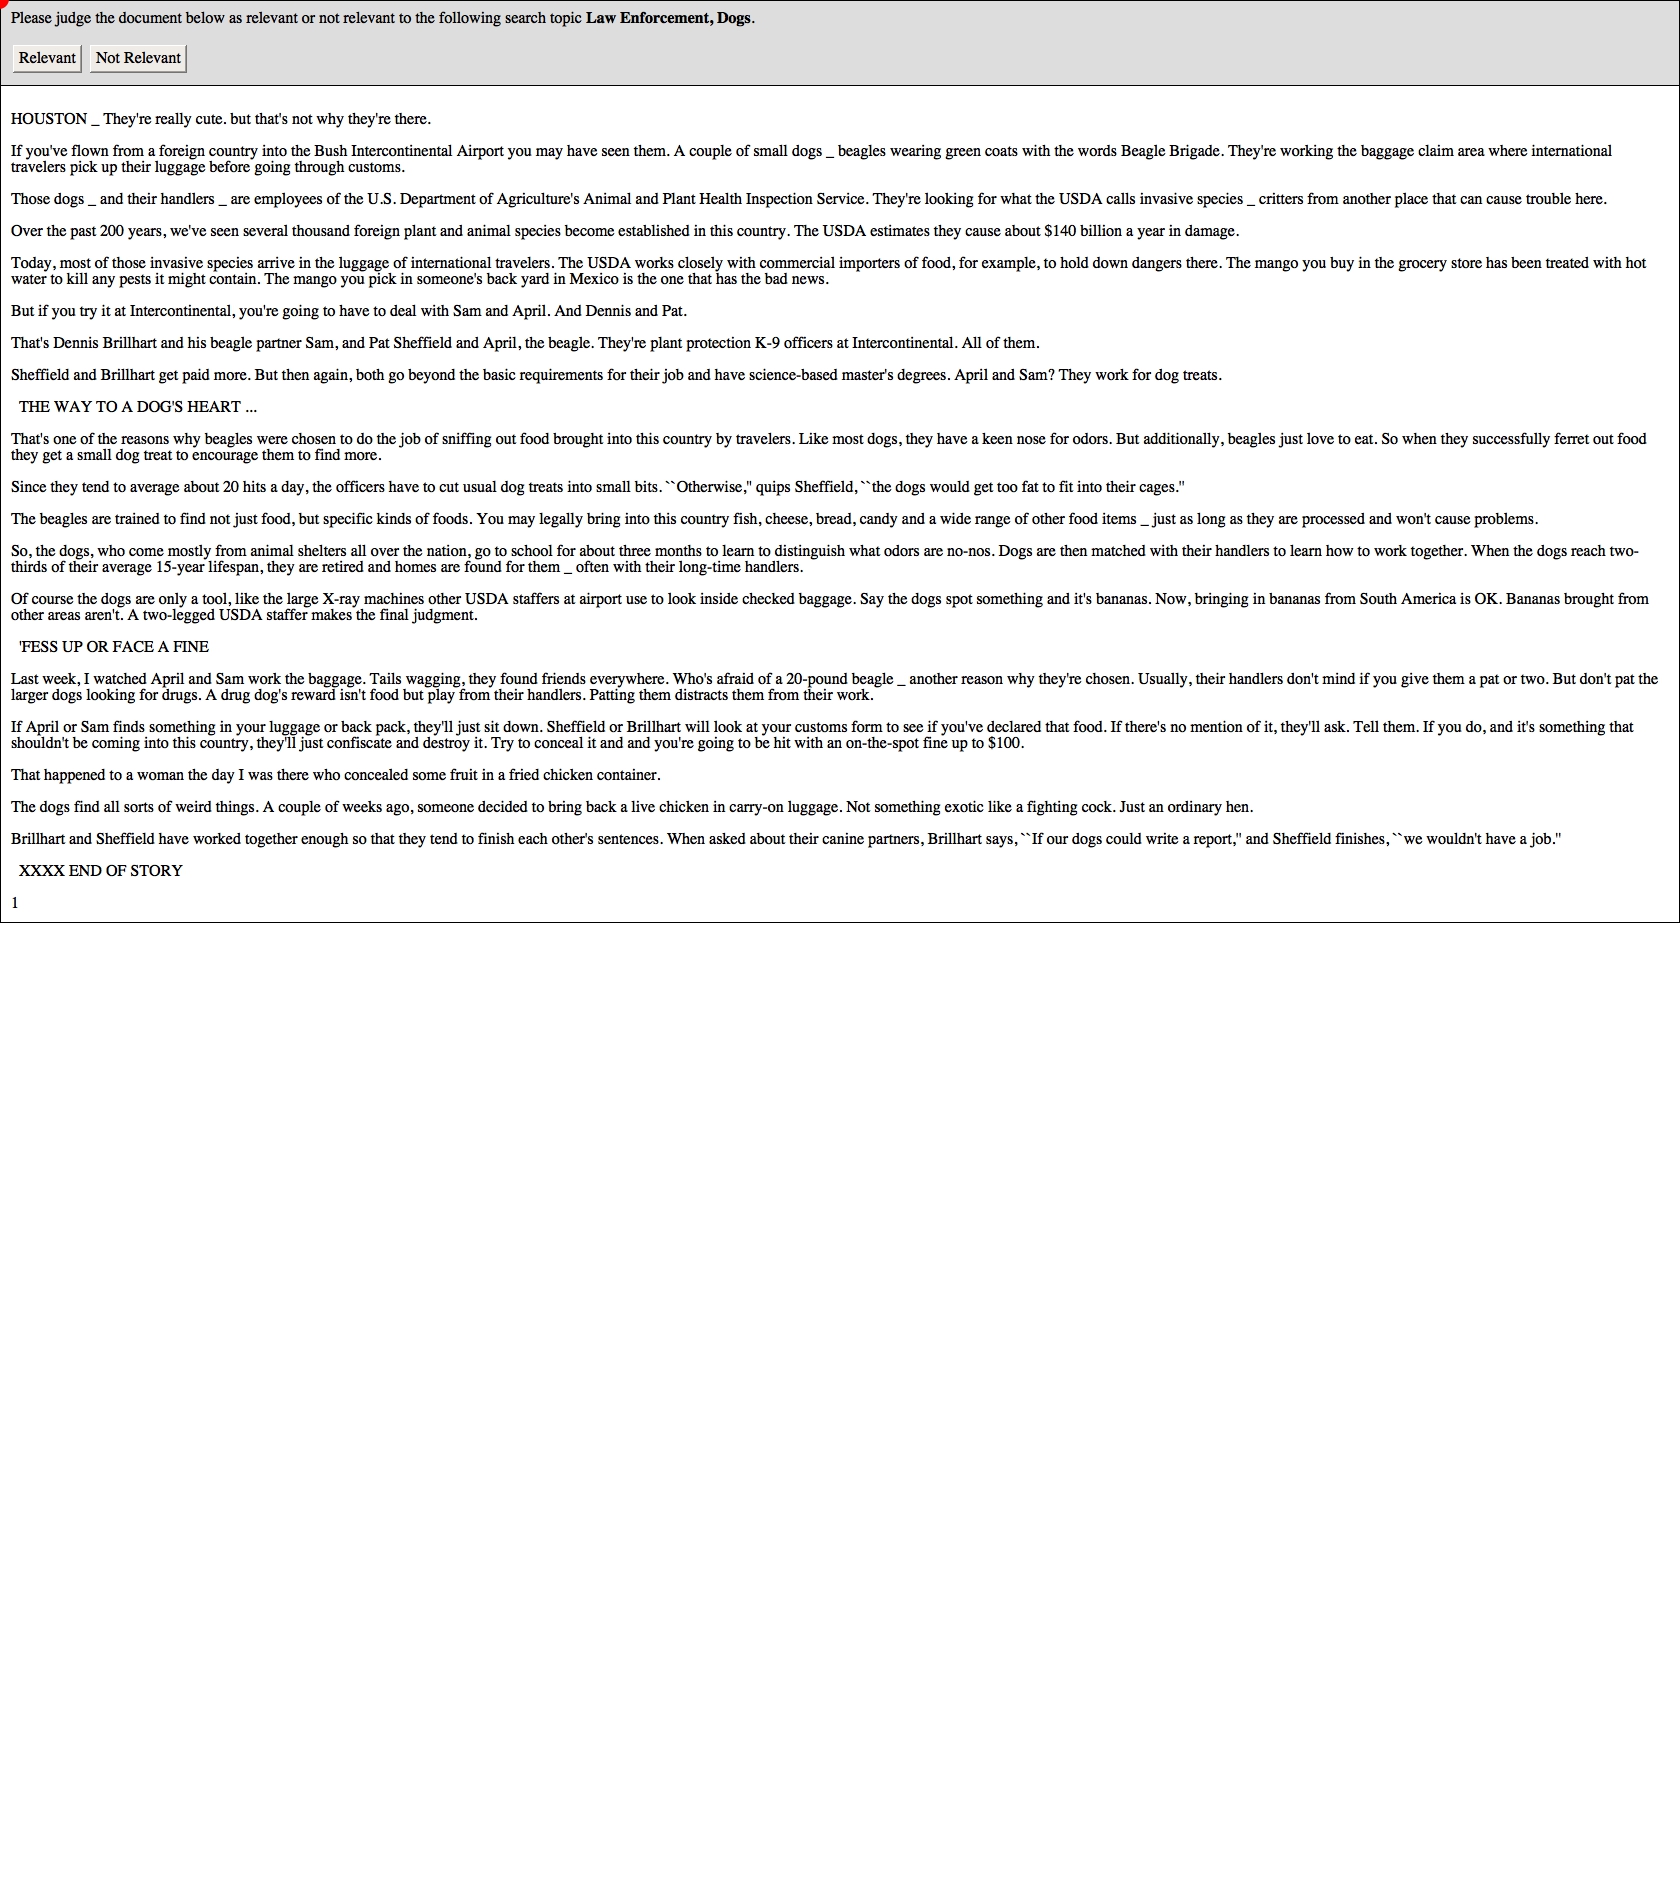 Please judge the document below as relevant or not relevant to the following search topic Law Enforcement, Dogs.
Relevant Not Relevant
HOUSTON _ They're really cute. but that's not why they're there.
If you've flown from a foreign country into the Bush Intercontinental Airport you may have seen them. A couple of small dogs _ beagles wearing green coats with the words Beagle Brigade. They're working the baggage claim area where international
travelers pick up their luggage before going through customs.
Those dogs _ and their handlers _ are employees of the U.S. Department of Agriculture's Animal and Plant Health Inspection Service. They're looking for what the USDA calls invasive species _ critters from another place that can cause trouble here.
Over the past 200 years, we've seen several thousand foreign plant and animal species become established in this country. The USDA estimates they cause about $140 billion a year in damage.
Today, most of those invasive species arrive in the luggage of international travelers. The USDA works closely with commercial importers of food, for example, to hold down dangers there. The mango you buy in the grocery store has been treated with hot
water to kill any pests it might contain. The mango you pick in someone's back yard in Mexico is the one that has the bad news.
But if you try it at Intercontinental, you're going to have to deal with Sam and April. And Dennis and Pat.
That's Dennis Brillhart and his beagle partner Sam, and Pat Sheffield and April, the beagle. They're plant protection K-9 officers at Intercontinental. All of them.
Sheffield and Brillhart get paid more. But then again, both go beyond the basic requirements for their job and have science-based master's degrees. April and Sam? They work for dog treats.
THE WAY TO A DOG'S HEART ...
That's one of the reasons why beagles were chosen to do the job of sniffing out food brought into this country by travelers. Like most dogs, they have a keen nose for odors. But additionally, beagles just love to eat. So when they successfully ferret out food
they get a small dog treat to encourage them to find more.
Since they tend to average about 20 hits a day, the officers have to cut usual dog treats into small bits. ``Otherwise,'' quips Sheffield, ``the dogs would get too fat to fit into their cages.''
The beagles are trained to find not just food, but specific kinds of foods. You may legally bring into this country fish, cheese, bread, candy and a wide range of other food items _ just as long as they are processed and won't cause problems.
So, the dogs, who come mostly from animal shelters all over the nation, go to school for about three months to learn to distinguish what odors are no-nos. Dogs are then matched with their handlers to learn how to work together. When the dogs reach two-
thirds of their average 15-year lifespan, they are retired and homes are found for them _ often with their long-time handlers.
Of course the dogs are only a tool, like the large X-ray machines other USDA staffers at airport use to look inside checked baggage. Say the dogs spot something and it's bananas. Now, bringing in bananas from South America is OK. Bananas brought from
other areas aren't. A two-legged USDA staffer makes the final judgment.
'FESS UP OR FACE A FINE
Last week, I watched April and Sam work the baggage. Tails wagging, they found friends everywhere. Who's afraid of a 20-pound beagle _ another reason why they're chosen. Usually, their handlers don't mind if you give them a pat or two. But don't pat the
larger dogs looking for drugs. A drug dog's reward isn't food but play from their handlers. Patting them distracts them from their work.
If April or Sam finds something in your luggage or back pack, they'll just sit down. Sheffield or Brillhart will look at your customs form to see if you've declared that food. If there's no mention of it, they'll ask. Tell them. If you do, and it's something that
shouldn't be coming into this country, they'll just confiscate and destroy it. Try to conceal it and and you're going to be hit with an on-the-spot fine up to $100.
That happened to a woman the day I was there who concealed some fruit in a fried chicken container.
The dogs find all sorts of weird things. A couple of weeks ago, someone decided to bring back a live chicken in carry-on luggage. Not something exotic like a fighting cock. Just an ordinary hen.
Brillhart and Sheffield have worked together enough so that they tend to finish each other's sentences. When asked about their canine partners, Brillhart says, ``If our dogs could write a report,'' and Sheffield finishes, ``we wouldn't have a job.''
XXXX END OF STORY
1